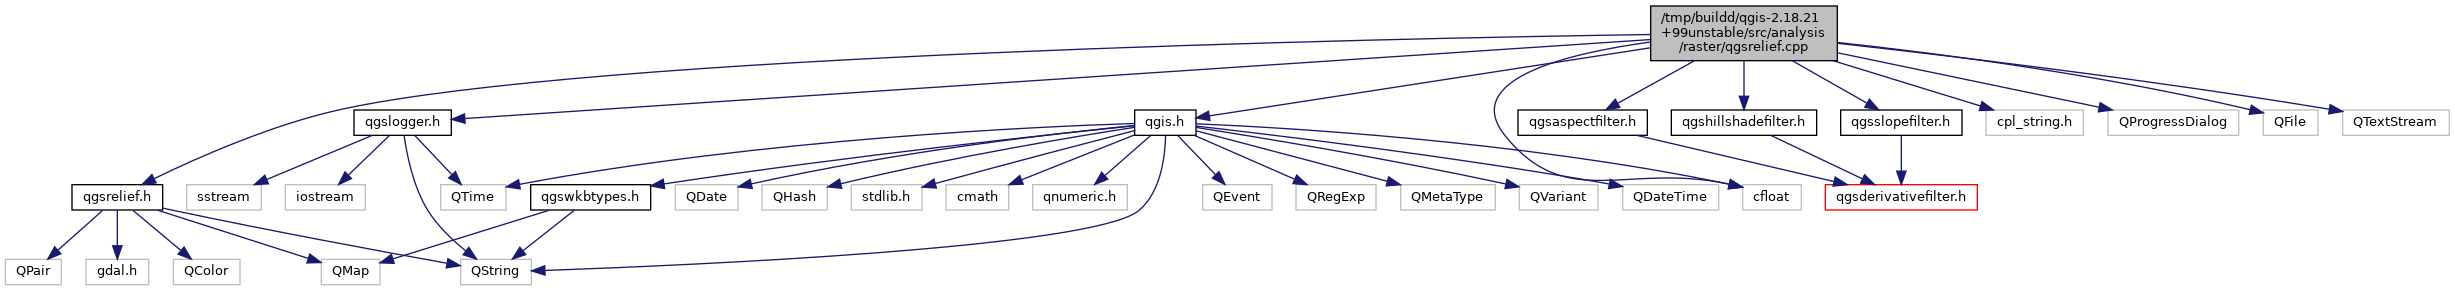 /tmp/buildd/qgis-2.18.21
+99unstable/src/analysis
/raster/qgsrelief.cpp
qgslogger.h
qgis.h
qgsaspectfilter.h
qgshillshadefilter.h
qgsslopefilter.h
cpl_string.h
QProgressDialog
QFile
QTextStream
qgsrelief.h
sstream
iostream
QTime
qgswkbtypes.h
QDate
QHash
stdlib.h
cmath
qnumeric.h
QEvent
QRegExp
QMetaType
QVariant
QDateTime
cfloat
qgsderivativefilter.h
QPair
gdal.h
QColor
QMap
QString